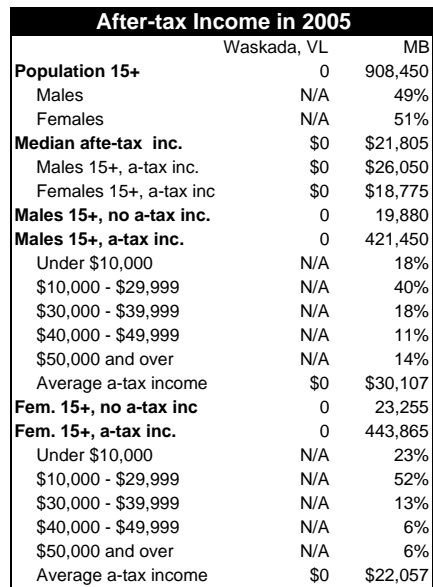 After-tax Income in 2005
Waskada, VL MB
Population 15+ 0 908,450
Males N/A 49%
Females N/A 51%
Median afte-tax inc. $0 $21,805
Males 15+, a-tax inc. $0 $26,050
Females 15+, a-tax inc $0 $18,775
Males 15+, no a-tax inc. 0 19,880
Males 15+, a-tax inc. 0 421,450
Under $10,000 N/A 18%
$10,000 - $29,999 N/A 40%
$30,000 - $39,999 N/A 18%
$40,000 - $49,999 N/A 11%
$50,000 and over N/A 14%
Average a-tax income $0 $30,107
Fem. 15+, no a-tax inc 0 23,255
Fem. 15+, a-tax inc. 0 443,865
Under $10,000 N/A 23%
$10,000 - $29,999 N/A 52%
$30,000 - $39,999 N/A 13%
$40,000 - $49,999 N/A 6%
$50,000 and over N/A 6%
Average a-tax income $0 $22,057